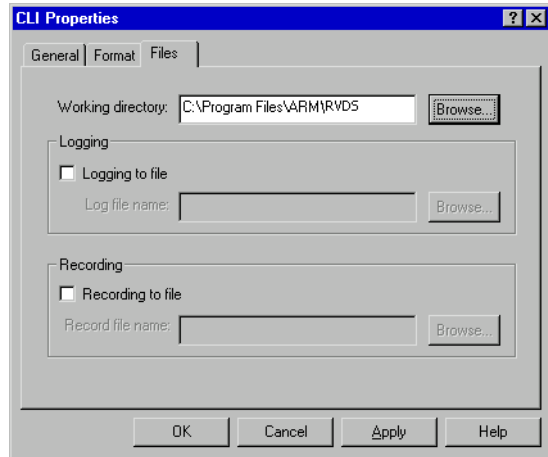 CLI Properties
General Format Files
Working directory: C:\Program Files\ARM\RVDS Browse...
Logging
Logging to file
Log file name: Browse...
Recording
Recording to file
Record file name: Browse...
OK Cancel Apply Help